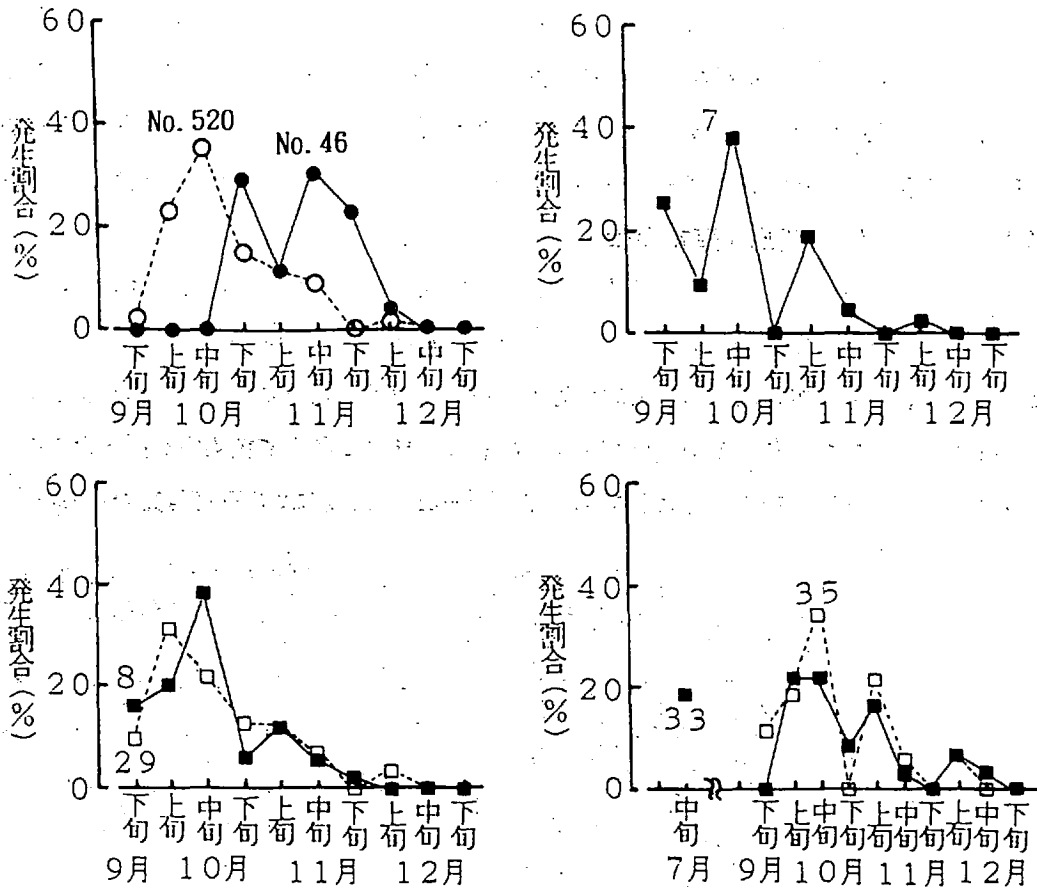 60
40
20
0
発生割合(%)
No.520
No.46
下旬 上旬 中旬 下旬 上旬 中旬 下旬 上旬 中旬 下旬
9月 10月 11月 12月
60
40
20
0
発生割合(%)
7
下旬 上旬 中旬 下旬 上旬 中旬 下旬 上旬 中旬 下旬
9月 10月 11月 12月
60
40
20
0
発生割合(%)
8
29
下旬 上旬 中旬 下旬 上旬 中旬 下旬 上旬 中旬 下旬
9月 10月 11月 12月
60
40
20
0
発生割合(%)
33
35
中旬 下旬 上旬 中旬 下旬 上旬 中旬 下旬 上旬 中旬 下旬
7月 9月 10月 11月 12月